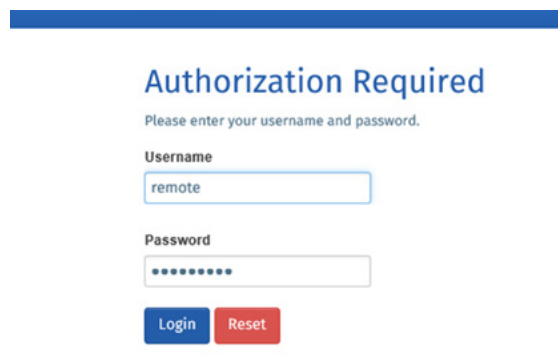 Authorization Required
Please enter your username and password.
Username
remote
Password
•••••••••
Login Reset